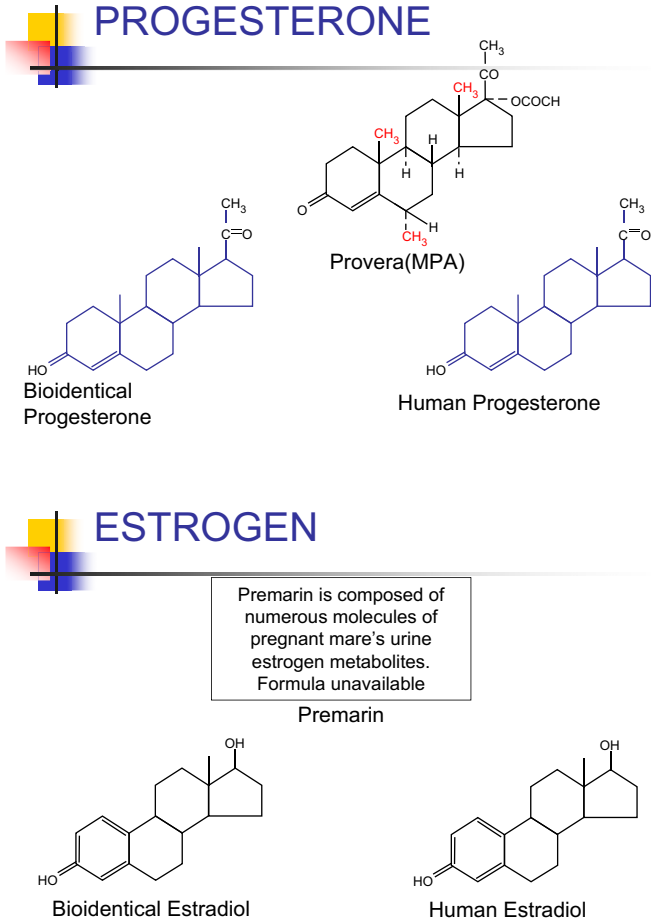 PROGESTERONE
CH3
CO
CH3
OCOCH
CH3
H
H
H
O
H
CH3
Provera(MPA)
CH3
C=O
HO
Bioidentical
Progesterone
CH3
C=O
HO
Human Progesterone
ESTROGEN
Premarin is composed of
numerous molecules of
pregnant mare's urine
estrogen metabolites.
Formula unavailable
Premarin
OH
HO
Bioidentical Estradiol
OH
HO
Human Estradiol